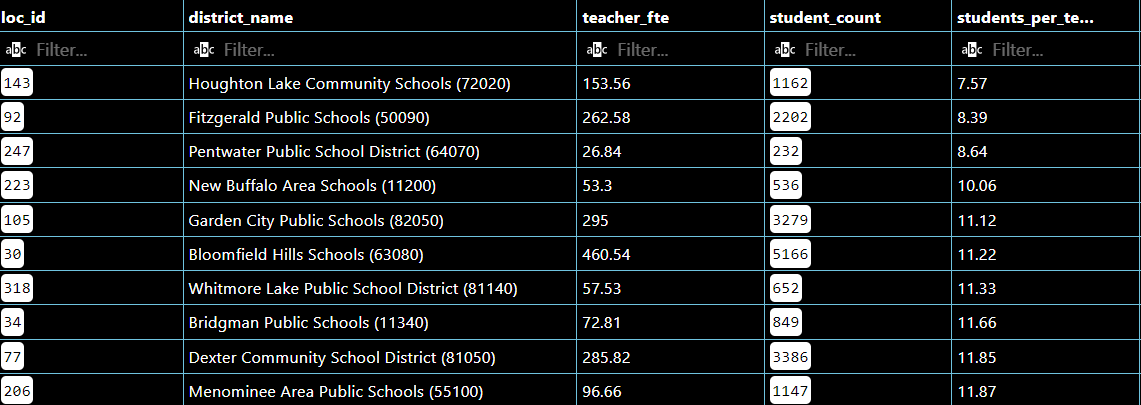 loc_id district_name teacher_fte student_count students_per_te...
abc Filter... abc Filter... abc Filter... abc Filter... abc Filter...
143 Houghton Lake Community Schools (72020) 153.56 1162 7.57
92 Fitzgerald Public Schools (50090) 262.58 2202 8.39
247 Pentwater Public School District (64070) 26.84 232 8.64
223 New Buffalo Area Schools (11200) 53.3 536 10.06
105 Garden City Public Schools (82050) 295 3279 11.12
30 Bloomfield Hills Schools (63080) 460.54 5166 11.22
318 Whitmore Lake Public School District (81140) 57.53 652 11.33
34 Bridgman Public Schools (11340) 72.81 849 11.66
77 Dexter Community School District (81050) 285.82 3386 11.85
206 Menominee Area Public Schools (55100) 96.66 1147 11.87